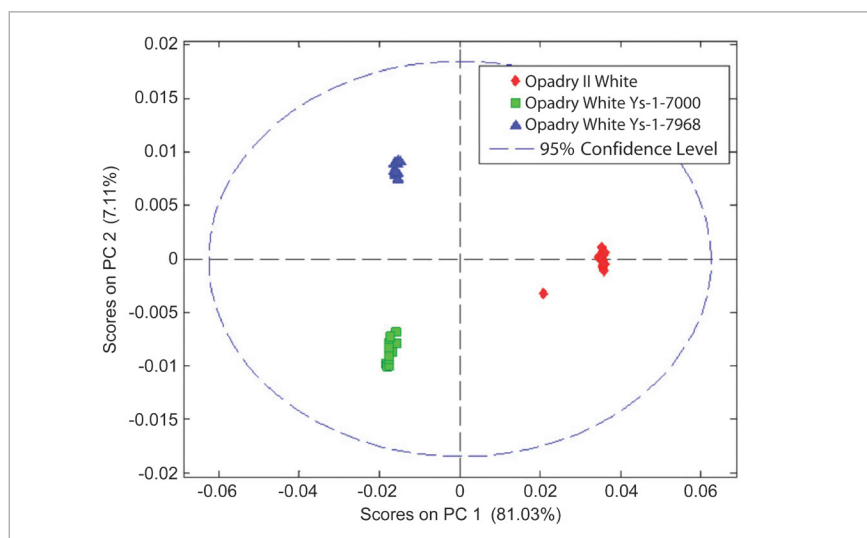 0.02
0.015
0.01
0.005
0
-0.005
-0.01
-0.015
-0.02
Scores on PC 2 (7.11%)
Opadry II White
Opadry White Ys-1-7000
Opadry White Ys-1-7968
95% Confidence Level
-0.06 -0.04 -0.02 0 0.02 0.04 0.06
Scores on PC 1 (81.03%)